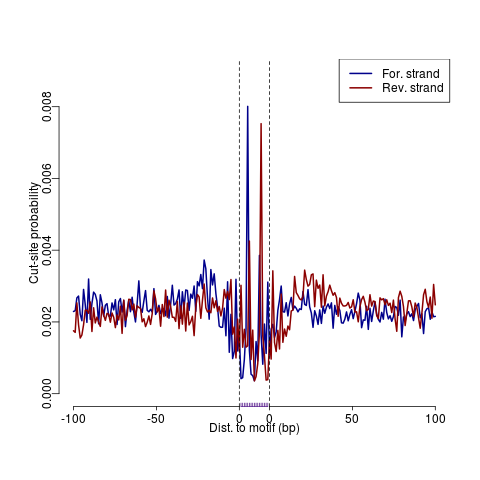 For. strand
Rev. strand
Cut-site probability
0.008
0.006
0.004
0.002
0.000
-100 -50 0 0 50 100
Dist. to motif (bp)